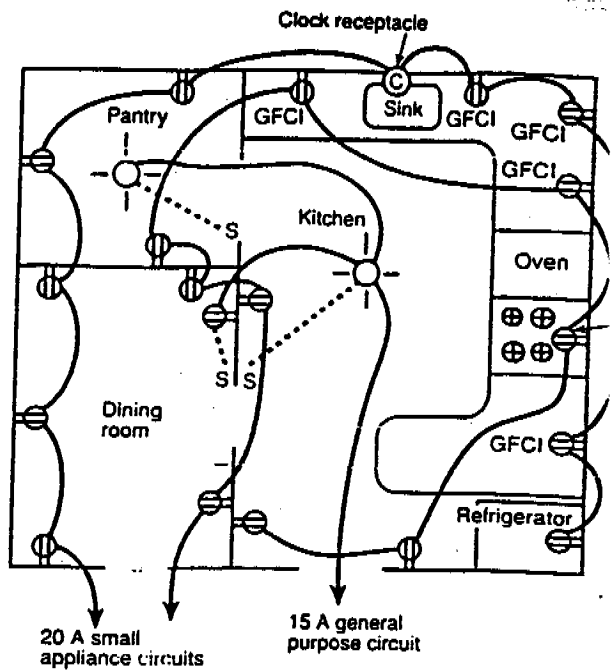 Clock receptacle
C
Pantry
GFCI
Sink
GFCI
GFCI
GFCI
Kitchen
S
Oven
S S
Dining
room
GFCI
Refrigerator
20 A small
appliance circuits
15 A general
purpose circuit